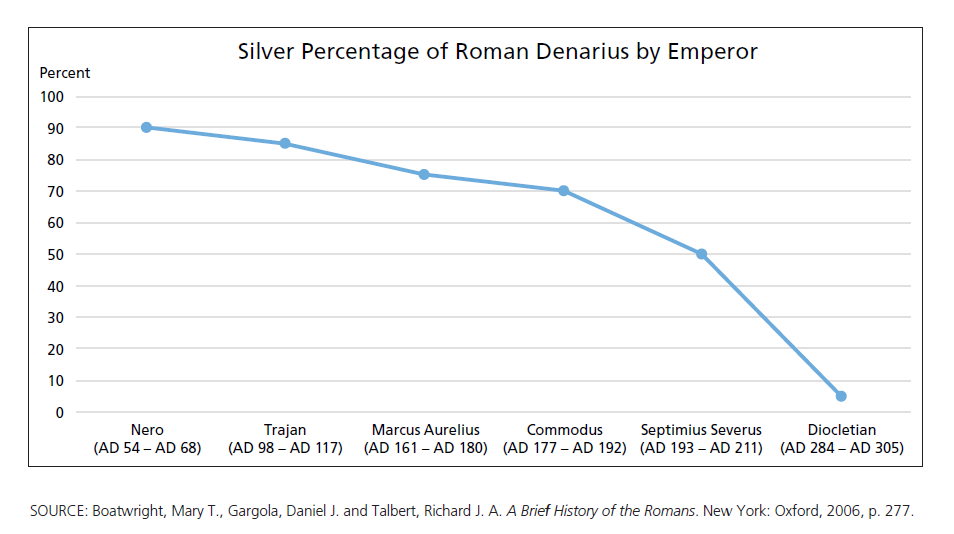 Silver Percentage of Roman Denarius by Emperor
Percent
100
90
80
70
60
50
40
30
20
10
0
Nero
(AD 54 – AD 68)
Trajan
(AD 98 – AD 117)
Marcus Aurelius
(AD 161 – AD 180)
Commodus
(AD 177 – AD 192)
Septimius Severus
(AD 193 – AD 211)
Diocletian
(AD 284 – AD 305)
SOURCE: Boatwright, Mary T., Gargola, Daniel J. and Talbert, Richard J. A. A Brief History of the Romans. New York: Oxford, 2006, p. 277.